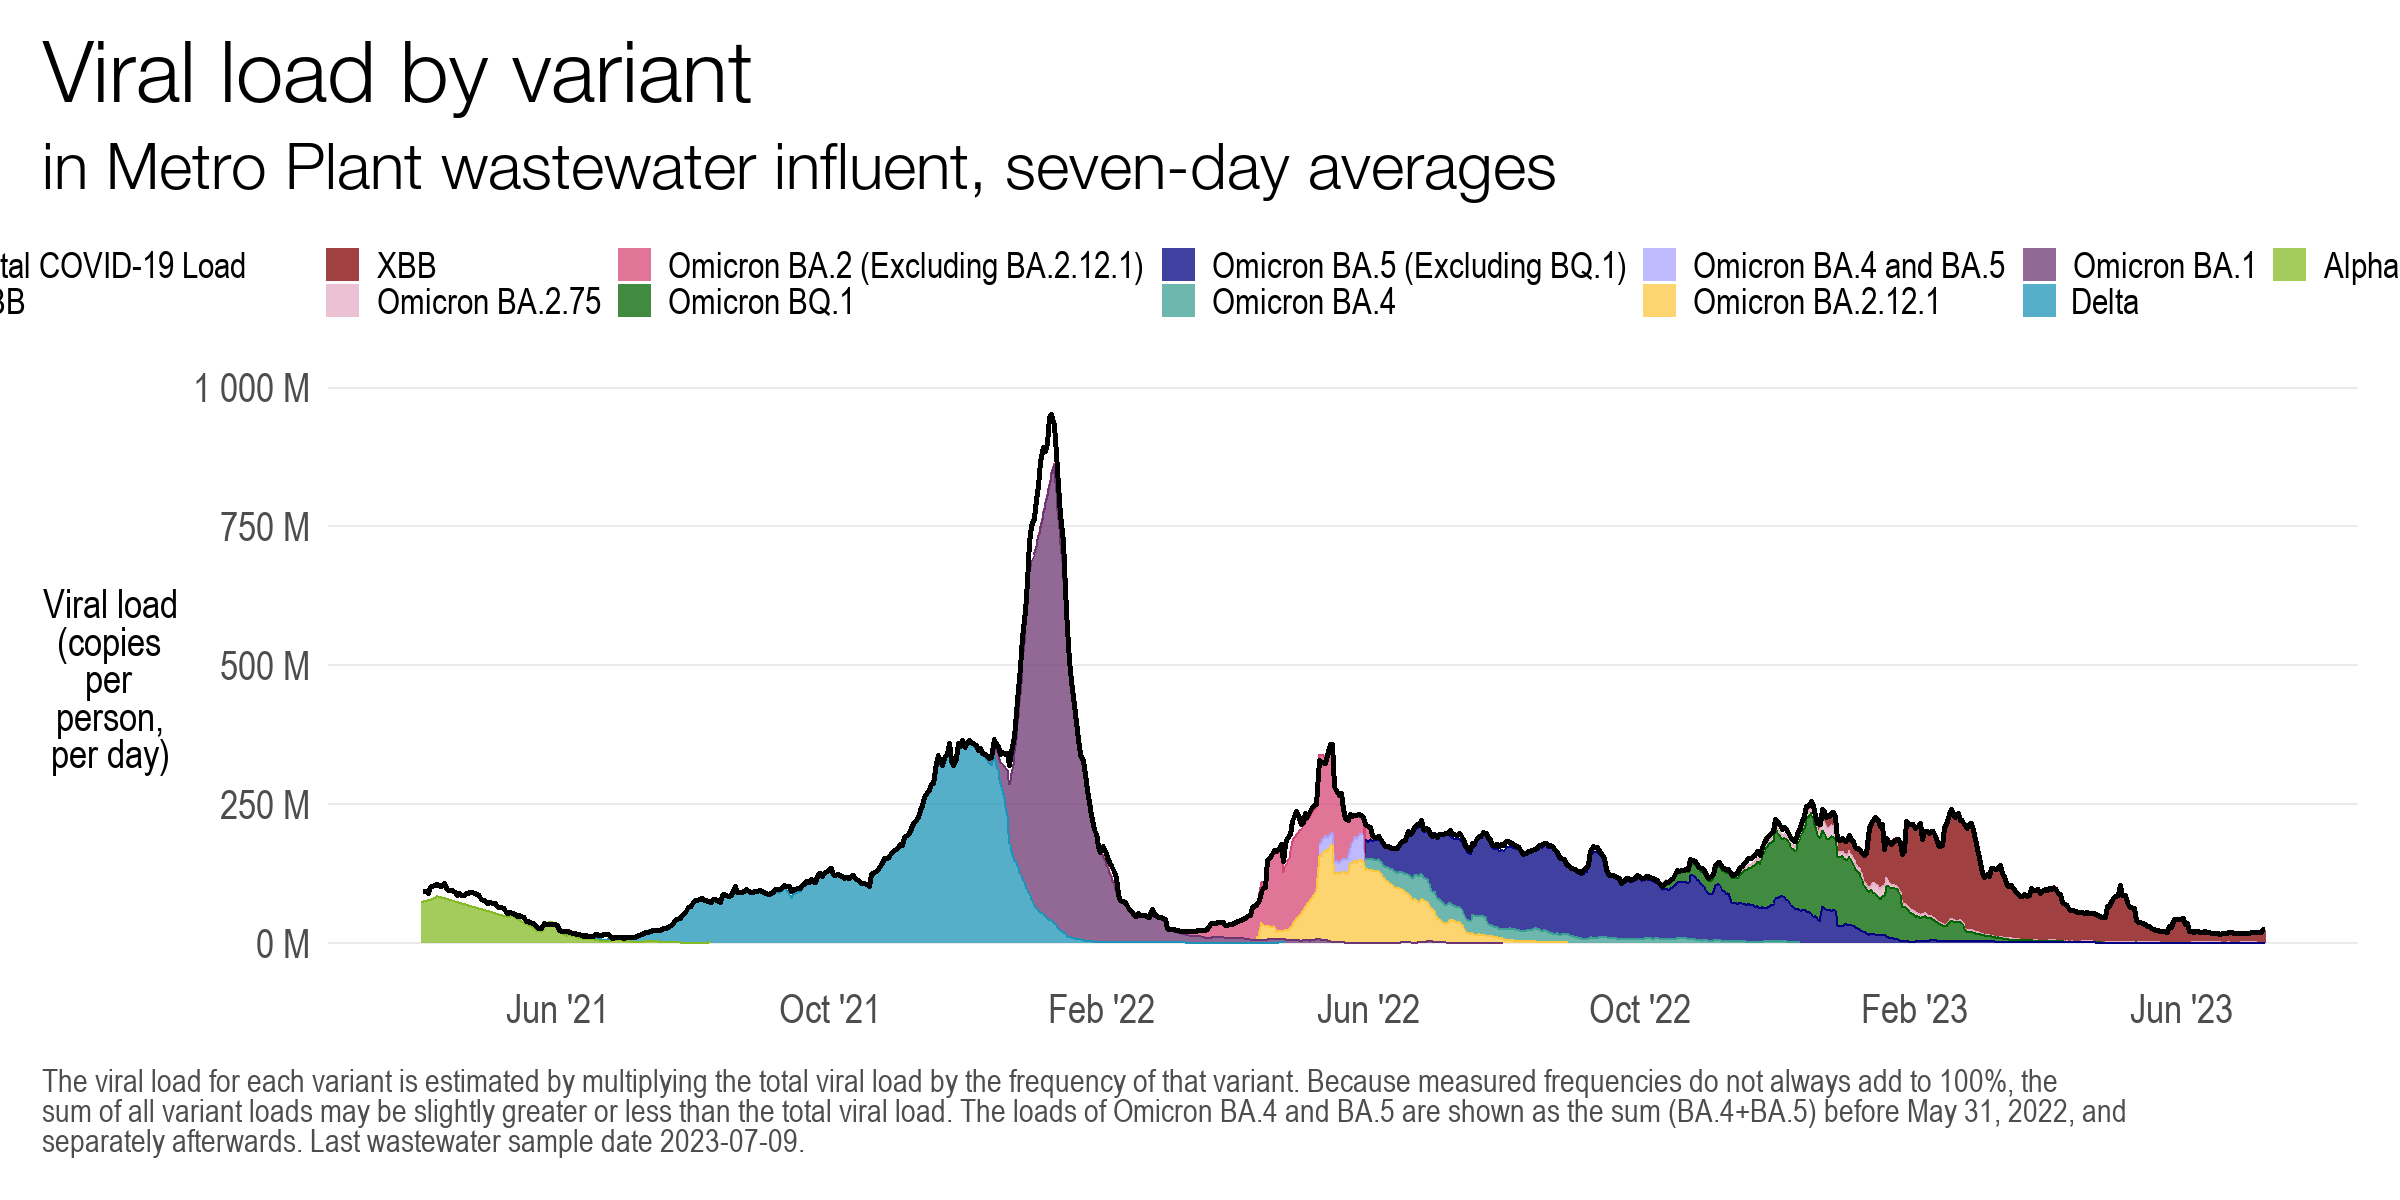 Viral load by variant
in Metro Plant wastewater influent, seven-day averages
tal COVID-19 Load XBB Omicron BA.2 (Excluding BA.2.12.1) Omicron BA.5 (Excluding BQ.1) Omicron BA.4 and BA.5 Omicron BA.1 Alpha
BB Omicron BA.2.75 Omicron BQ.1 Omicron BA.4 Omicron BA.2.12.1 Delta
1 000 M
750 M
500 M
250 M
0 M
Viral load
(copies
per
person,
per day)
Jun '21 Oct '21 Feb '22 Jun '22 Oct '22 Feb '23 Jun '23
The viral load for each variant is estimated by multiplying the total viral load by the frequency of that variant. Because measured frequencies do not always add to 100%, the
sum of all variant loads may be slightly greater or less than the total viral load. The loads of Omicron BA.4 and BA.5 are shown as the sum (BA.4+BA.5) before May 31, 2022, and
separately afterwards. Last wastewater sample date 2023-07-09.